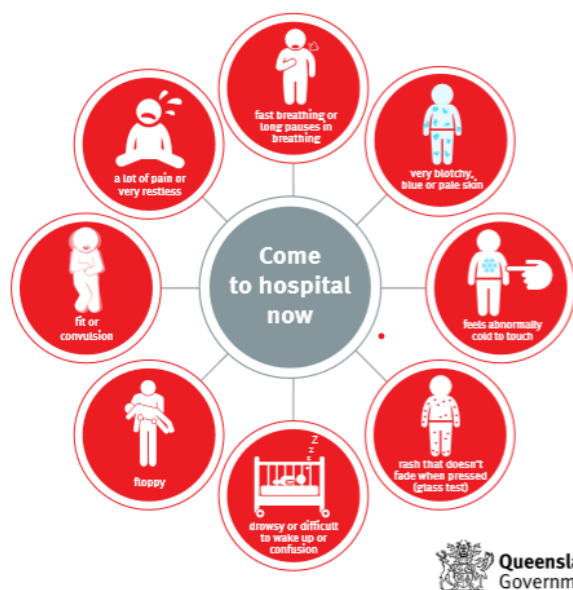 fast breathing or
long pauses in
breathing
very blotchy,
blue or pale skin
feels abnormally
cold to touch
rash that doesn't
fade when pressed
(glass test)
Z
z
z
drowsy or difficult
to wake up or
confusion
floppy
fit or
convulsion
a lot of pain or
very restless
Come
to hospital
now
Queensla
Governm